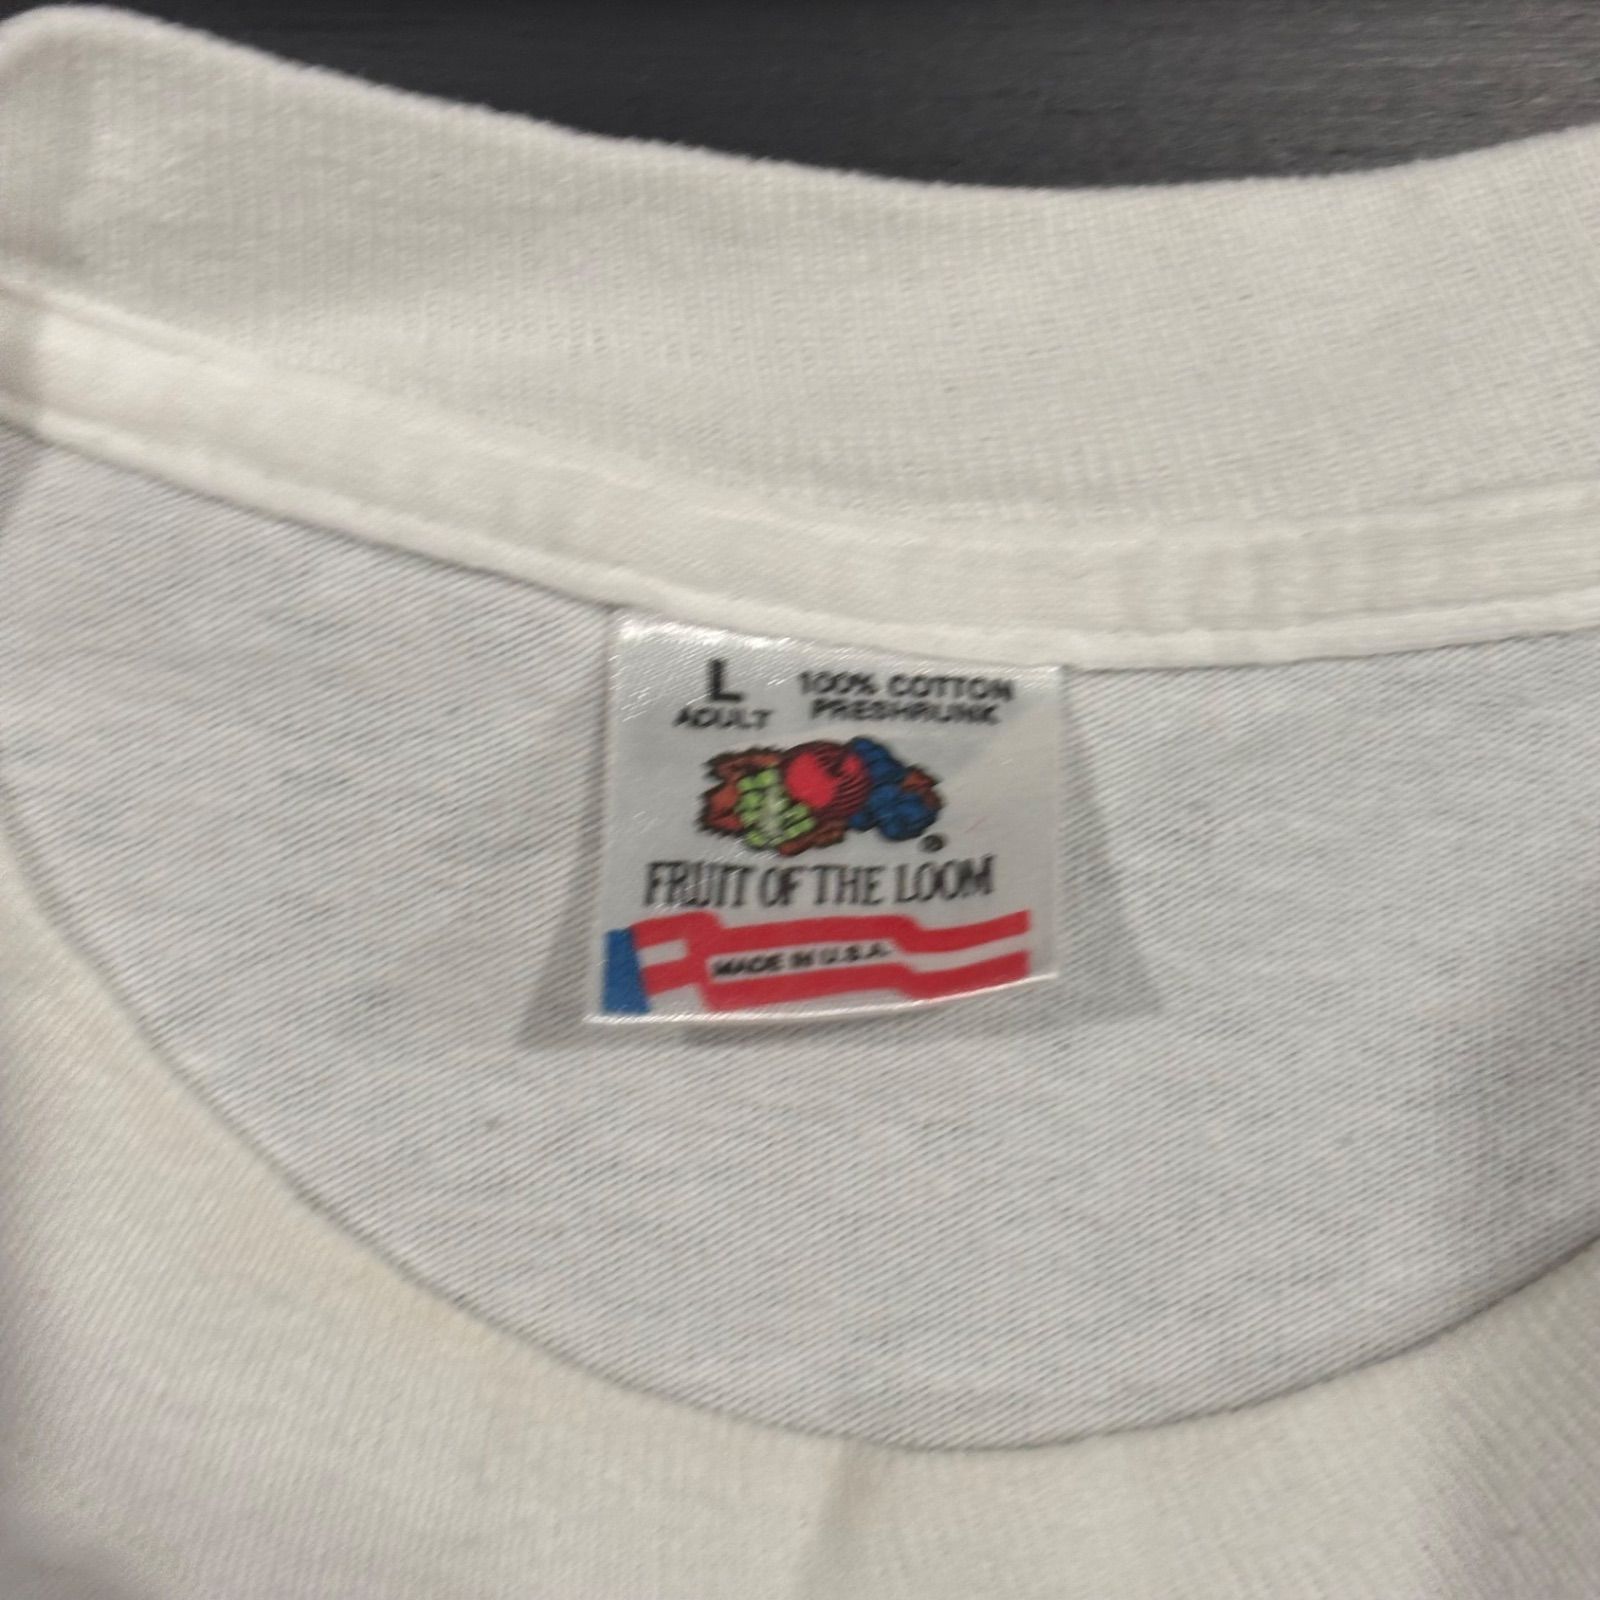 L
ADULT
100% COTTON
PRESHRUNK
®
FRUIT OF THE LOOM
MADE IN U.S.A.